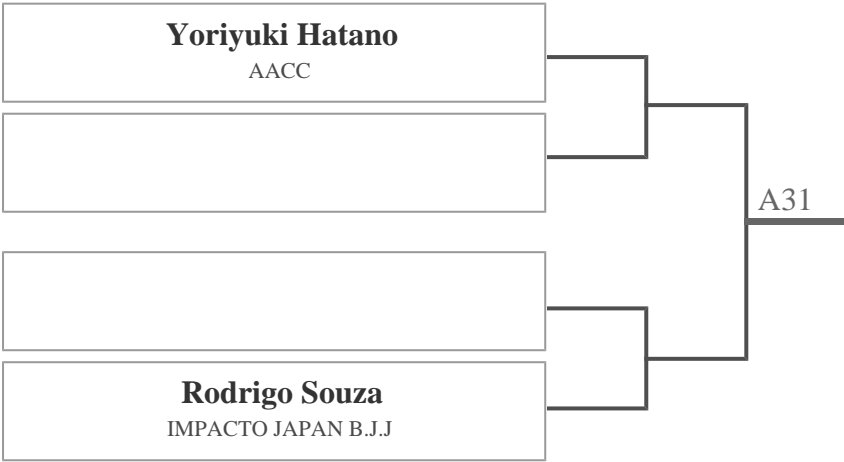 Yoriyuki Hatano
AACC
A31
Rodrigo Souza
IMPACTO JAPAN B.J.J